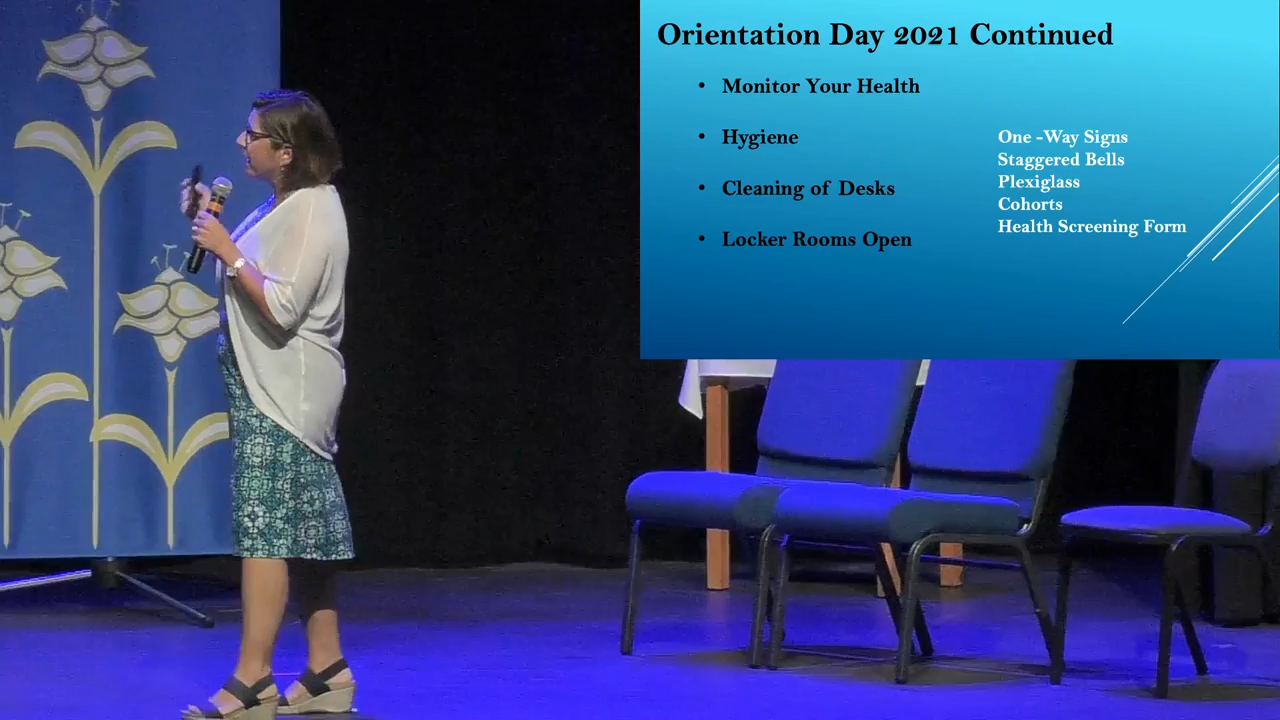 Orientation Day 2021 Continued
• Monitor Your Health
• Hygiene
• Cleaning of Desks
• Locker Rooms Open
One -Way Signs
Staggered Bells
Plexiglass
Cohorts
Health Screening Form